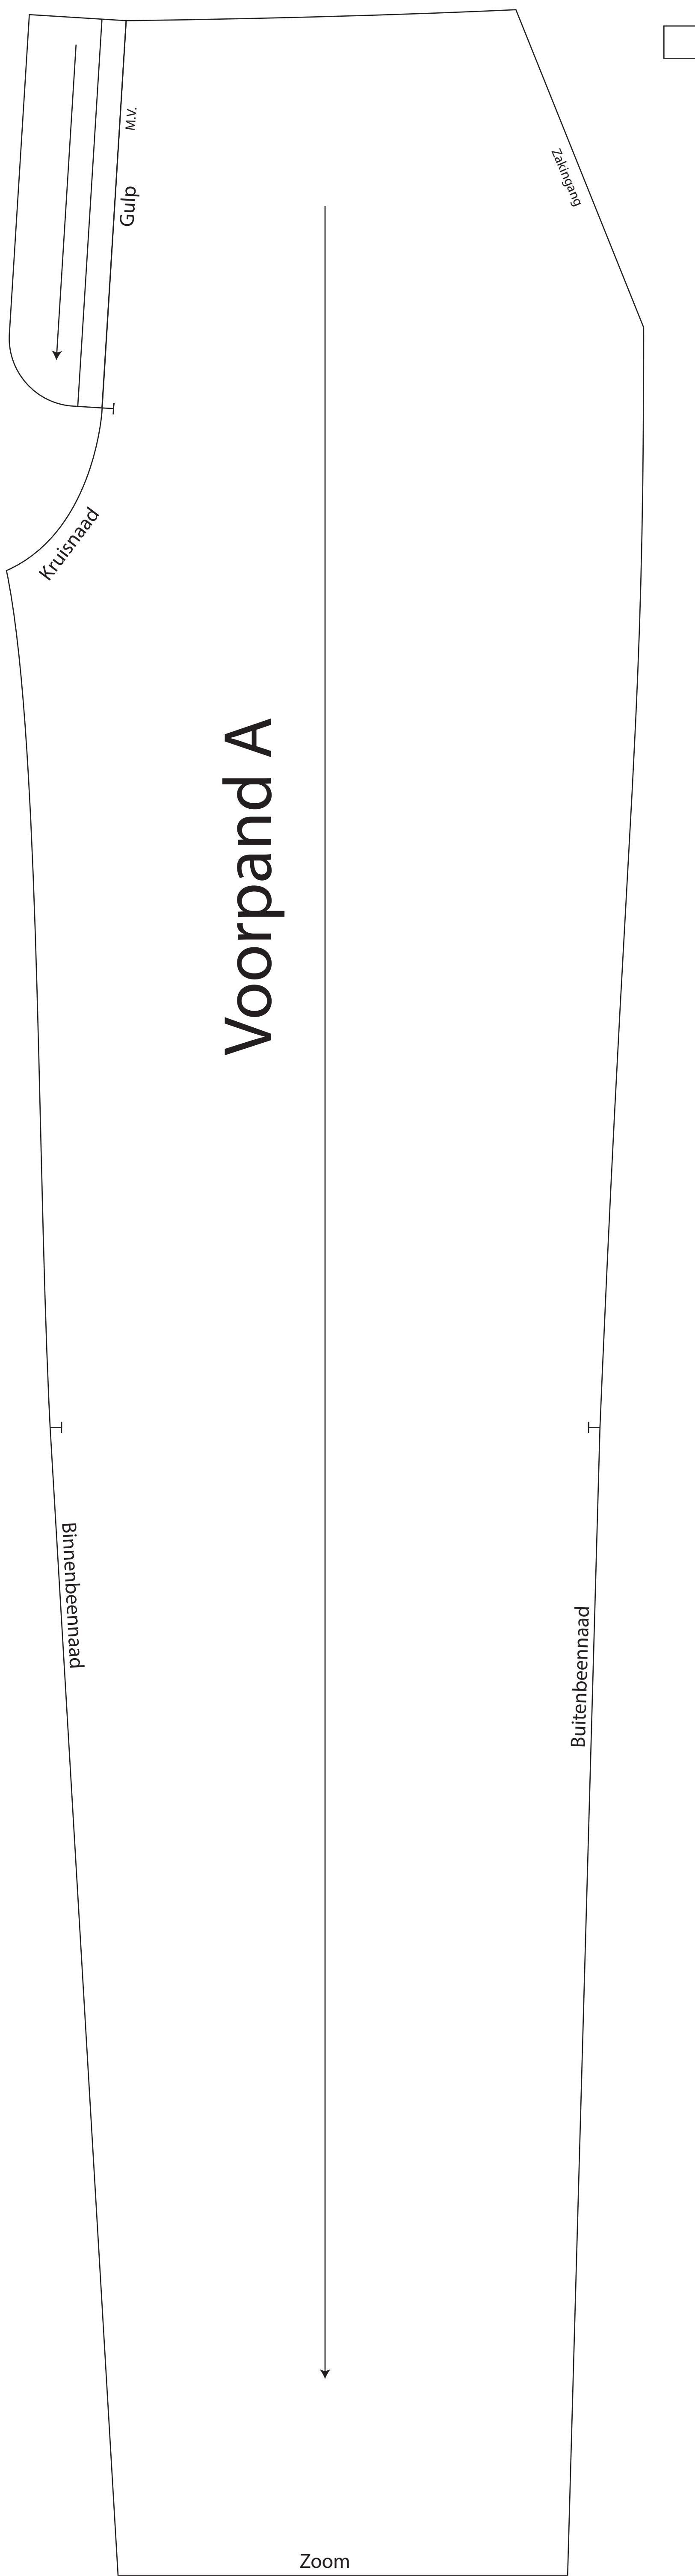 M.V.
Gulp
Zakingang
Kruisnaad
Voorpand A
Binnenbeennaad
Buitenbeennaad
Zoom